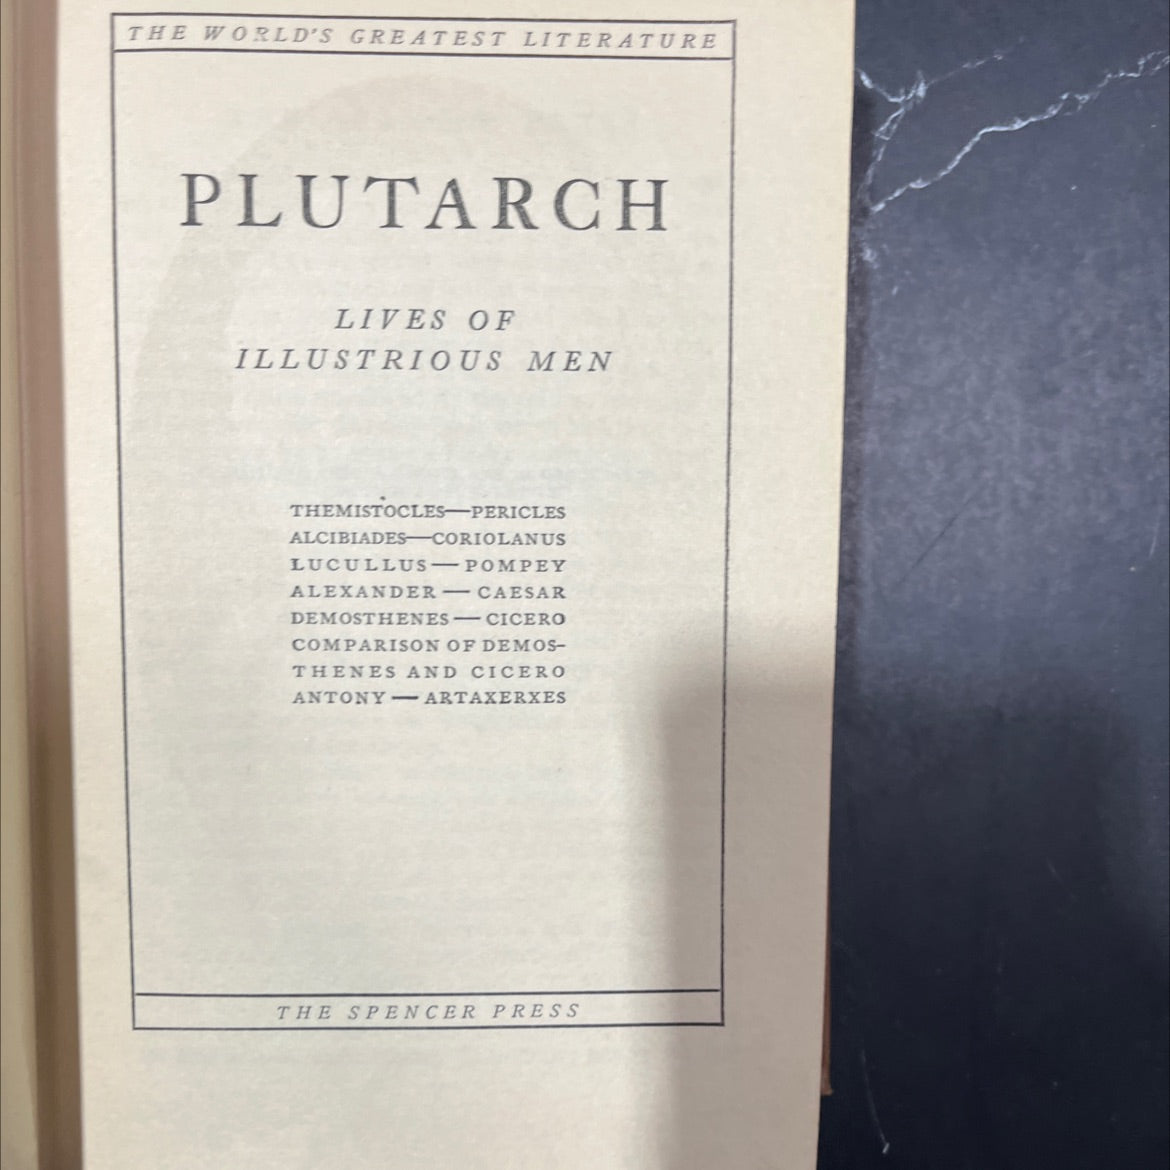 THE WORLD'S GREATEST LITERATURE
PLUTARCH
LIVES OF
ILLUSTRIOUS MEN
THEMISTOCLES—PERICLES
ALCIBIADES—CORIOLANUS
LUCULLUS—POMPEY
ALEXANDER—CAESAR
DEMOSTHENES—CICERO
COMPARISON OF DEMOS-
THENES AND CICERO
ANTONY—ARTAXERXES
THE SPENCER PRESS